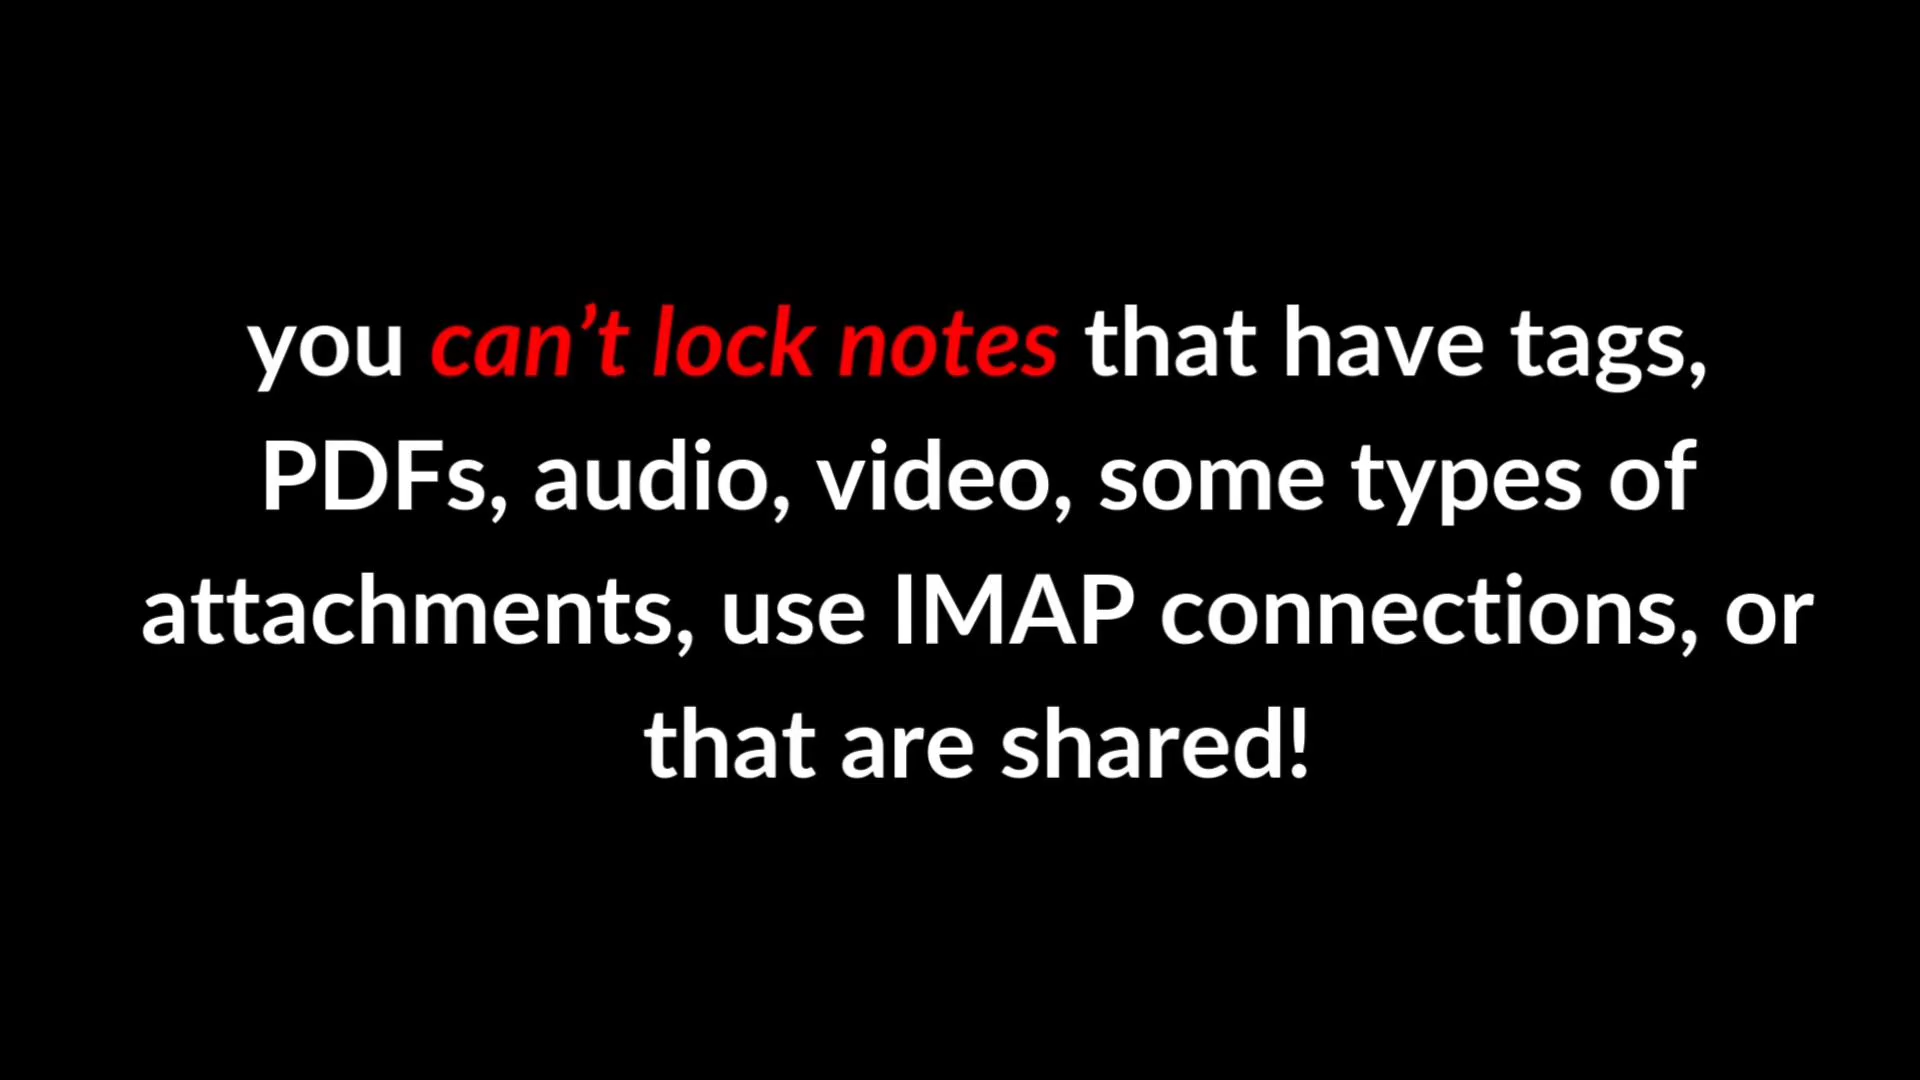 you can’t lock notes that have tags,
PDFs, audio, video, some types of
attachments, use IMAP connections, or
that are shared!